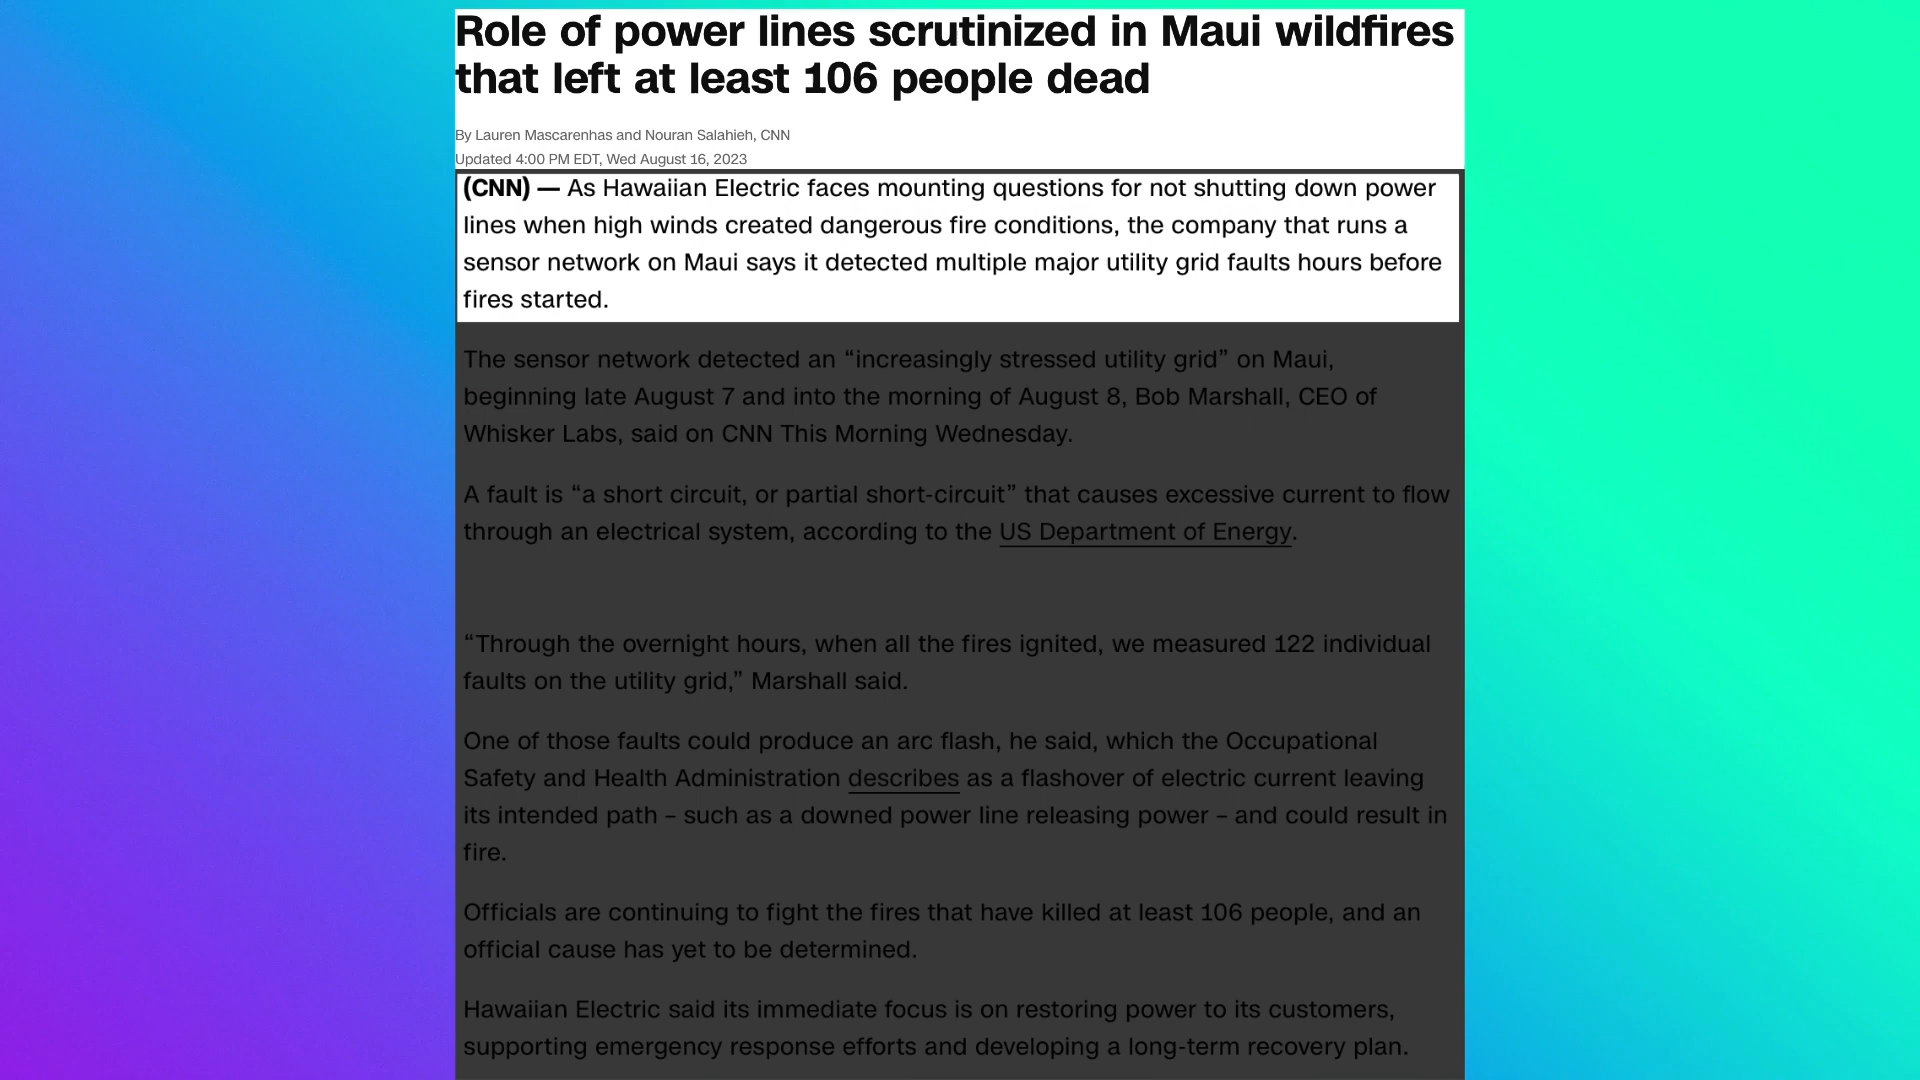 Role of power lines scrutinized in Maui wildfires
that left at least 106 people dead
By Lauren Mascarenhas and Nouran Salahieh, CNN
Updated 4:00 PM EDT, Wed August 16, 2023
(CNN) — As Hawaiian Electric faces mounting questions for not shutting down power
lines when high winds created dangerous fire conditions, the company that runs a
sensor network on Maui says it detected multiple major utility grid faults hours before
fires started.
The sensor network detected an “increasingly stressed utility grid” on Maui,
beginning late August 7 and into the morning of August 8, Bob Marshall, CEO of
Whisker Labs, said on CNN This Morning Wednesday.
A fault is “a short circuit, or partial short-circuit” that causes excessive current to flow
through an electrical system, according to the US Department of Energy.
“Through the overnight hours, when all the fires ignited, we measured 122 individual
faults on the utility grid,” Marshall said.
One of those faults could produce an arc flash, he said, which the Occupational
Safety and Health Administration describes as a flashover of electric current leaving
its intended path – such as a downed power line releasing power – and could result in
fire.
Officials are continuing to fight the fires that have killed at least 106 people, and an
official cause has yet to be determined.
Hawaiian Electric said its immediate focus is on restoring power to its customers,
supporting emergency response efforts and developing a long-term recovery plan.